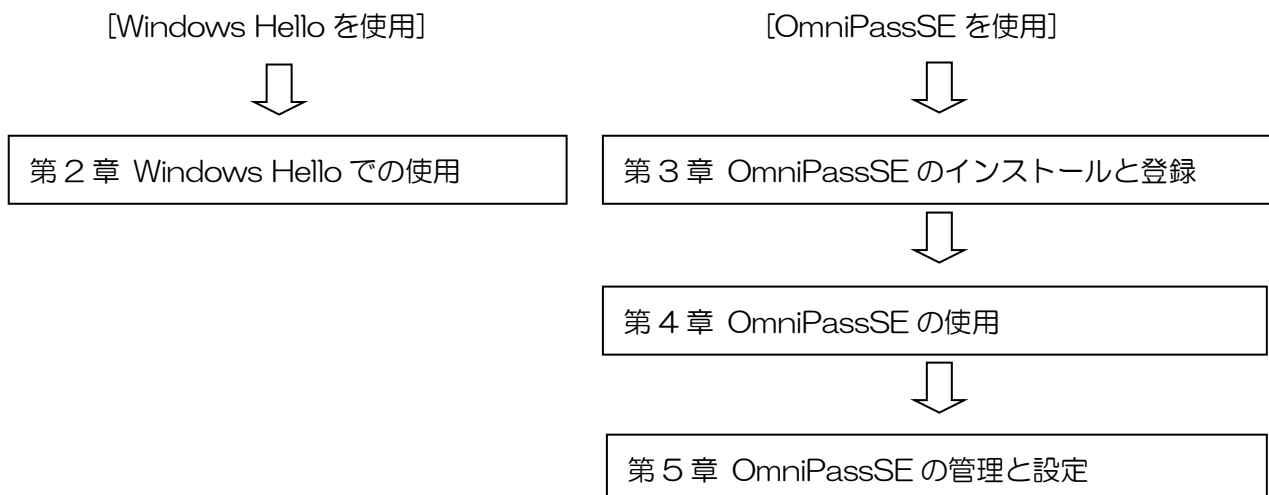 [Windows Hello を使用]
[OmniPassSE を使用]
第２章 Windows Hello での使用
第３章 OmniPassSE のインストールと登録
第４章 OmniPassSE の使用
第５章 OmniPassSE の管理と設定